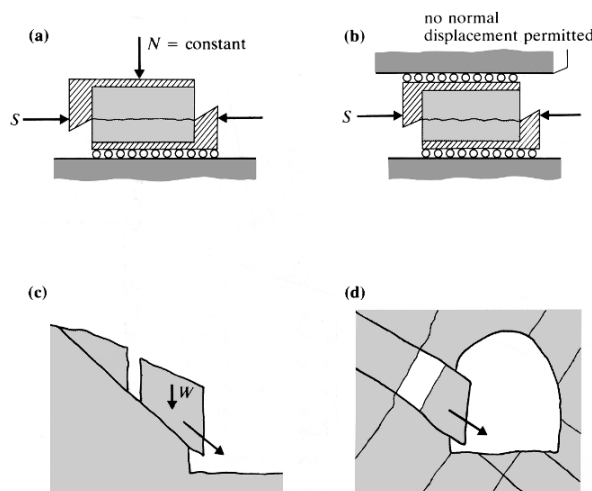 (a)
N = constant
S
(b)
no normal
displacement permitted
S
(c)
W
(d)